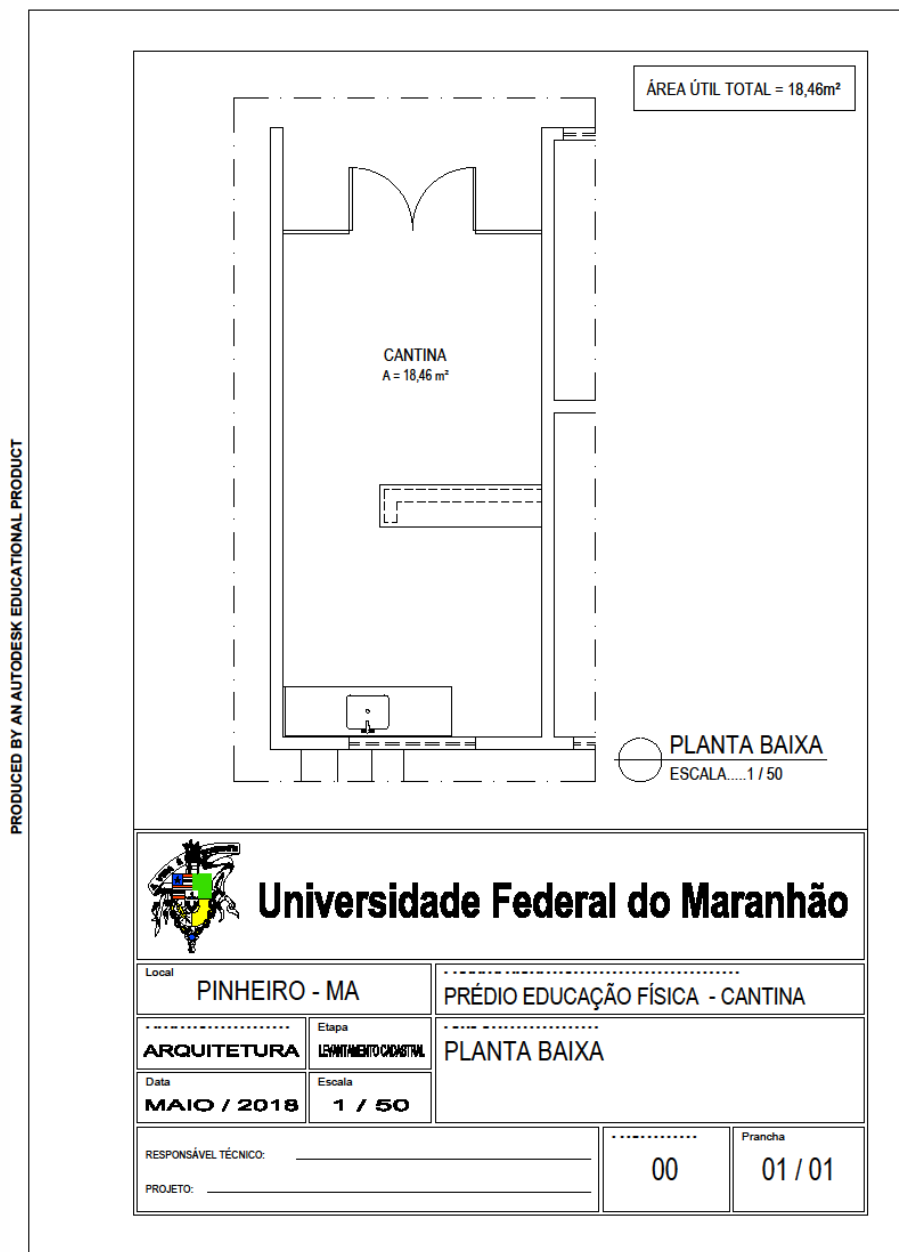 PRODUCED BY AN AUTODESK EDUCATIONAL PRODUCT
ÁREA ÚTIL TOTAL = 18,46m²
CANTINA
A = 18,46 m²
PLANTA BAIXA
ESCALA.....1 / 50
Universidade Federal do Maranhão
Local
PINHEIRO - MA
PRÉDIO EDUCAÇÃO FÍSICA - CANTINA
ARQUITETURA
Etapa
LEVANTAMENTO CADASTRAL
PLANTA BAIXA
Data
MAIO / 2018
Escala
1 / 50
RESPONSÁVEL TÉCNICO:
PROJETO:
00
Prancha
01 / 01